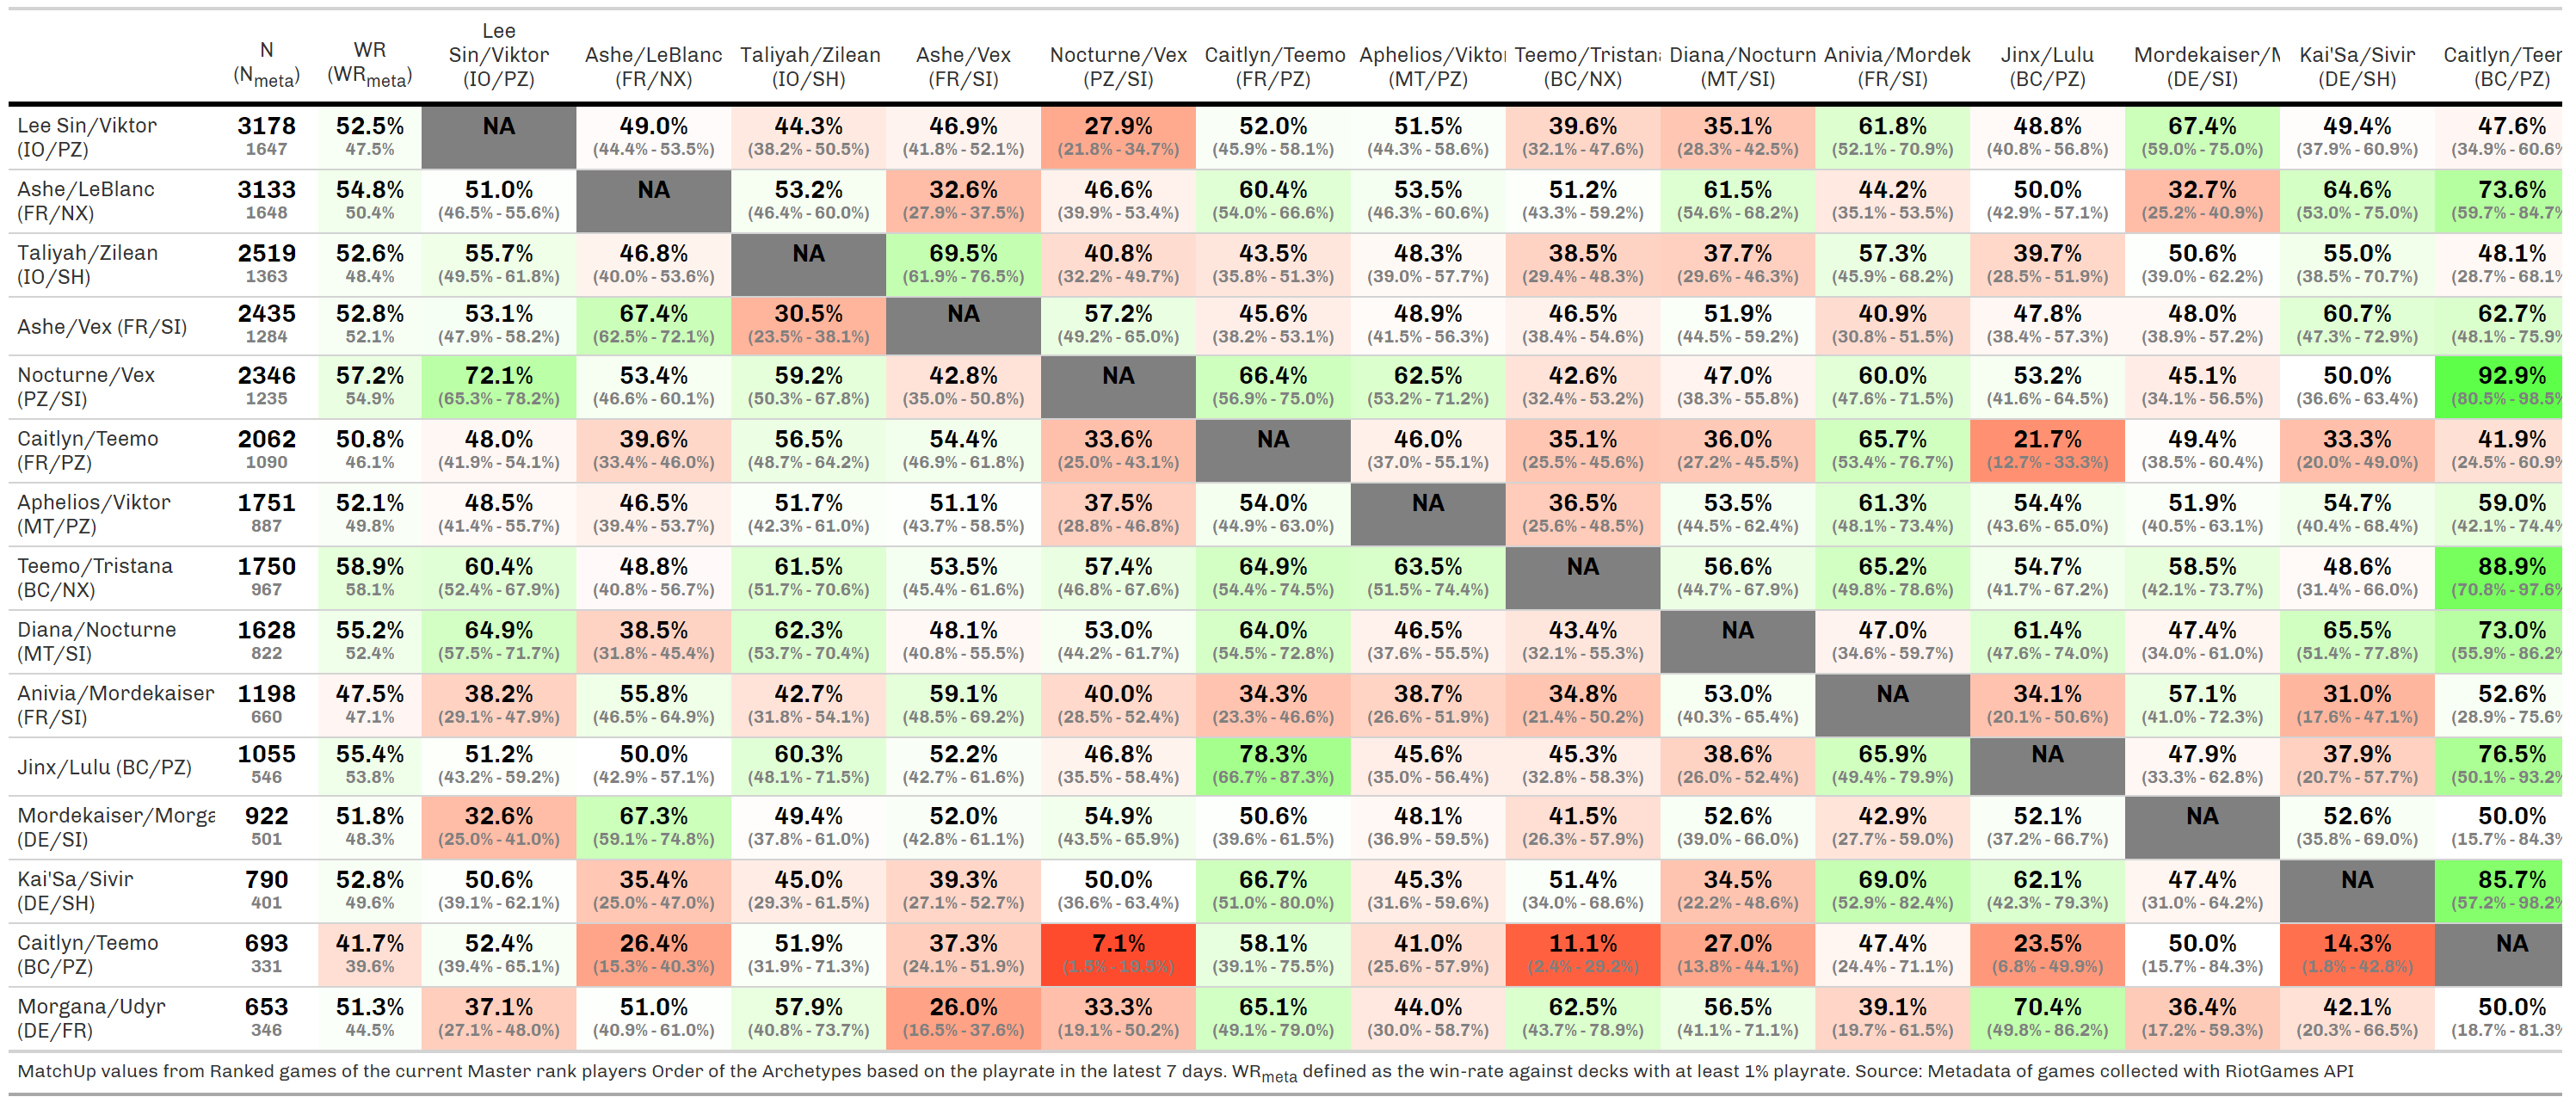 N (N_meta) WR (WR_meta) Lee Sin/Viktor (IO/PZ) Ashe/LeBlanc (FR/NX) Taliyah/Zilean (IO/SH) Ashe/Vex (FR/SI) Nocturne/Vex (PZ/SI) Caitlyn/Teemo (FR/PZ) Aphelios/Viktor (MT/PZ) Teemo/Tristana (BC/NX) Diana/Nocturn (MT/SI) Anivia/Mordek (FR/SI) Jinx/Lulu (BC/PZ) Mordekaiser/M (DE/SI) Kai'Sa/Sivir (DE/SH) Caitlyn/Teer (BC/PZ)
Lee Sin/Viktor 3178 52.5% NA 49.0% 44.3% 46.9% 27.9% 52.0% 51.5% 39.6% 35.1% 61.8% 48.8% 67.4% 49.4% 47.6%
(IO/PZ) 1647 47.5% (44.4% - 53.5%) (38.2% - 50.5%) (41.8% - 52.1%) (21.8% - 34.7%) (45.9% - 58.1%) (44.3% - 58.6%) (32.1% - 47.6%) (28.3% - 42.5%) (52.1% - 70.9%) (40.8% - 56.8%) (59.0% - 75.0%) (37.9% - 60.9%) (34.9% - 60.6%
Ashe/LeBlanc 3133 54.8% 51.0% NA 53.2% 32.6% 46.6% 60.4% 53.5% 51.2% 61.5% 44.2% 50.0% 32.7% 64.6% 73.6%
(FR/NX) 1648 50.4% (46.5% - 55.6%) (46.4% - 60.0%) (27.9% - 37.5%) (39.9% - 53.4%) (54.0% - 66.6%) (46.3% - 60.6%) (43.3% - 59.2%) (54.6% - 68.2%) (35.1% - 53.5%) (42.9% - 57.1%) (25.2% - 40.9%) (53.0% - 75.0%) (59.7% - 84.7%
Taliyah/Zilean 2519 52.6% 55.7% 46.8% NA 69.5% 40.8% 43.5% 48.3% 38.5% 37.7% 57.3% 39.7% 50.6% 55.0% 48.1%
(IO/SH) 1363 48.4% (49.5% - 61.8%) (40.0% - 53.6%) (61.9% - 76.5%) (32.2% - 49.7%) (35.8% - 51.3%) (39.0% - 57.7%) (29.4% - 48.3%) (29.6% - 46.3%) (45.9% - 68.2%) (28.5% - 51.9%) (39.0% - 62.2%) (38.5% - 70.7%) (28.7% - 68.1%
Ashe/Vex (FR/SI) 2435 52.8% 53.1% 67.4% 30.5% NA 57.2% 45.6% 48.9% 46.5% 51.9% 40.9% 47.8% 48.0% 60.7% 62.7%
1284 52.1% (47.9% - 58.2%) (62.5% - 72.1%) (23.5% - 38.1%) (49.2% - 65.0%) (38.2% - 53.1%) (41.5% - 56.3%) (38.4% - 54.6%) (44.5% - 59.2%) (30.8% - 51.5%) (38.4% - 57.3%) (38.9% - 57.2%) (47.3% - 72.9%) (48.1% - 75.9%
Nocturne/Vex 2346 57.2% 72.1% 53.4% 59.2% 42.8% NA 66.4% 62.5% 42.6% 47.0% 60.0% 53.2% 45.1% 50.0% 92.9%
(PZ/SI) 1235 54.9% (65.3% - 78.2%) (46.6% - 60.1%) (50.3% - 67.8%) (35.0% - 50.8%) (56.9% - 75.0%) (53.2% - 71.2%) (32.4% - 53.2%) (38.3% - 55.8%) (47.6% - 71.5%) (41.6% - 64.5%) (34.1% - 56.5%) (36.6% - 63.4%) (80.5% - 98.5%
Caitlyn/Teemo 2062 50.8% 48.0% 39.6% 56.5% 54.4% 33.6% NA 46.0% 35.1% 36.0% 65.7% 21.7% 49.4% 33.3% 41.9%
(FR/PZ) 1090 46.1% (41.9% - 54.1%) (33.4% - 46.0%) (48.7% - 64.2%) (46.9% - 61.8%) (25.0% - 43.1%) (37.0% - 55.1%) (25.5% - 45.6%) (27.2% - 45.5%) (53.4% - 76.7%) (12.7% - 33.3%) (38.5% - 60.4%) (20.0% - 49.0%) (24.5% - 60.9%
Aphelios/Viktor 1751 52.1% 48.5% 46.5% 51.7% 51.1% 37.5% 54.0% NA 36.5% 53.5% 61.3% 54.4% 51.9% 54.7% 59.0%
(MT/PZ) 887 49.8% (41.4% - 55.7%) (39.4% - 53.7%) (42.3% - 61.0%) (43.7% - 58.5%) (28.8% - 46.8%) (44.9% - 63.0%) (25.6% - 48.5%) (44.5% - 62.4%) (48.1% - 73.4%) (43.6% - 65.0%) (40.5% - 63.1%) (40.4% - 68.4%) (42.1% - 74.4%
Teemo/Tristana 1750 58.9% 60.4% 48.8% 61.5% 53.5% 57.4% 64.9% 63.5% NA 56.6% 65.2% 54.7% 58.5% 48.6% 88.9%
(BC/NX) 967 58.1% (52.4% - 67.9%) (40.8% - 56.7%) (51.7% - 70.6%) (45.4% - 61.6%) (46.8% - 67.6%) (54.4% - 74.5%) (51.5% - 74.4%) (44.7% - 67.9%) (49.8% - 78.6%) (41.7% - 67.2%) (42.1% - 73.7%) (31.4% - 66.0%) (70.8% - 97.6%
Diana/Nocturne 1628 55.2% 64.9% 38.5% 62.3% 48.1% 53.0% 64.0% 46.5% 43.4% NA 47.0% 61.4% 47.4% 65.5% 73.0%
(MT/SI) 822 52.4% (57.5% - 71.7%) (31.8% - 45.4%) (53.7% - 70.4%) (40.8% - 55.5%) (44.2% - 61.7%) (54.5% - 72.8%) (37.6% - 55.5%) (32.1% - 55.3%) (34.6% - 59.7%) (47.6% - 74.0%) (34.0% - 61.0%) (51.4% - 77.8%) (55.9% - 86.2%
Anivia/Mordekaiser 1198 47.5% 38.2% 55.8% 42.7% 59.1% 40.0% 34.3% 38.7% 34.8% 53.0% NA 34.1% 57.1% 31.0% 52.6%
(FR/SI) 660 47.1% (29.1% - 47.9%) (46.5% - 64.9%) (31.8% - 54.1%) (48.5% - 69.2%) (28.5% - 52.4%) (23.3% - 46.6%) (26.6% - 51.9%) (21.4% - 50.2%) (40.3% - 65.4%) (20.1% - 50.6%) (41.0% - 72.3%) (17.6% - 47.1%) (28.9% - 75.6%
Jinx/Lulu (BC/PZ) 1055 55.4% 51.2% 50.0% 60.3% 52.2% 46.8% 78.3% 45.6% 45.3% 38.6% 65.9% NA 47.9% 37.9% 76.5%
546 53.8% (43.2% - 59.2%) (42.9% - 57.1%) (48.1% - 71.5%) (42.7% - 61.6%) (35.5% - 58.4%) (66.7% - 87.3%) (35.0% - 56.4%) (32.8% - 58.3%) (26.0% - 52.4%) (49.4% - 79.9%) (33.3% - 62.8%) (20.7% - 57.7%) (50.1% - 93.2%
Mordekaiser/Morga 922 51.8% 32.6% 67.3% 49.4% 52.0% 54.9% 50.6% 48.1% 41.5% 52.6% 42.9% 52.1% NA 52.6% 50.0%
(DE/SI) 501 48.3% (25.0% - 41.0%) (59.1% - 74.8%) (37.8% - 61.0%) (42.8% - 61.1%) (43.5% - 65.9%) (39.6% - 61.5%) (36.9% - 59.5%) (26.3% - 57.9%) (39.0% - 66.0%) (27.7% - 59.0%) (37.2% - 66.7%) (35.8% - 69.0%) (15.7% - 84.3%
Kai'Sa/Sivir 790 52.8% 50.6% 35.4% 45.0% 39.3% 50.0% 66.7% 45.3% 51.4% 34.5% 69.0% 62.1% 47.4% NA 85.7%
(DE/SH) 401 49.6% (39.1% - 62.1%) (25.0% - 47.0%) (29.3% - 61.5%) (27.1% - 52.7%) (36.6% - 63.4%) (51.0% - 80.0%) (31.6% - 59.6%) (34.0% - 68.6%) (22.2% - 48.6%) (52.9% - 82.4%) (42.3% - 79.3%) (31.0% - 64.2%) (57.2% - 98.2%
Caitlyn/Teemo 693 41.7% 52.4% 26.4% 51.9% 37.3% 7.1% 58.1% 41.0% 11.1% 27.0% 47.4% 23.5% 50.0% 14.3% NA
(BC/PZ) 331 39.6% (39.4% - 65.1%) (15.3% - 40.3%) (31.9% - 71.3%) (24.1% - 51.9%) (1.5% - 19.5%) (39.1% - 75.5%) (25.6% - 57.9%) (2.4% - 29.2%) (13.8% - 44.1%) (24.4% - 71.1%) (6.8% - 49.9%) (15.7% - 84.3%) (1.8% - 42.8%)
Morgana/Udyr 653 51.3% 37.1% 51.0% 57.9% 26.0% 33.3% 65.1% 44.0% 62.5% 56.5% 39.1% 70.4% 36.4% 42.1% 50.0%
(DE/FR) 346 44.5% (27.1% - 48.0%) (40.9% - 61.0%) (40.8% - 73.7%) (16.5% - 37.6%) (19.1% - 50.2%) (49.1% - 79.0%) (30.0% - 58.7%) (43.7% - 78.9%) (41.1% - 71.1%) (19.7% - 61.5%) (49.8% - 86.2%) (17.2% - 59.3%) (20.3% - 66.5%) (18.7% - 81.3%
MatchUp values from Ranked games of the current Master rank players Order of the Archetypes based on the playrate in the latest 7 days. WR_meta defined as the win-rate against decks with at least 1% playrate. Source: Metadata of games collected with RiotGames API